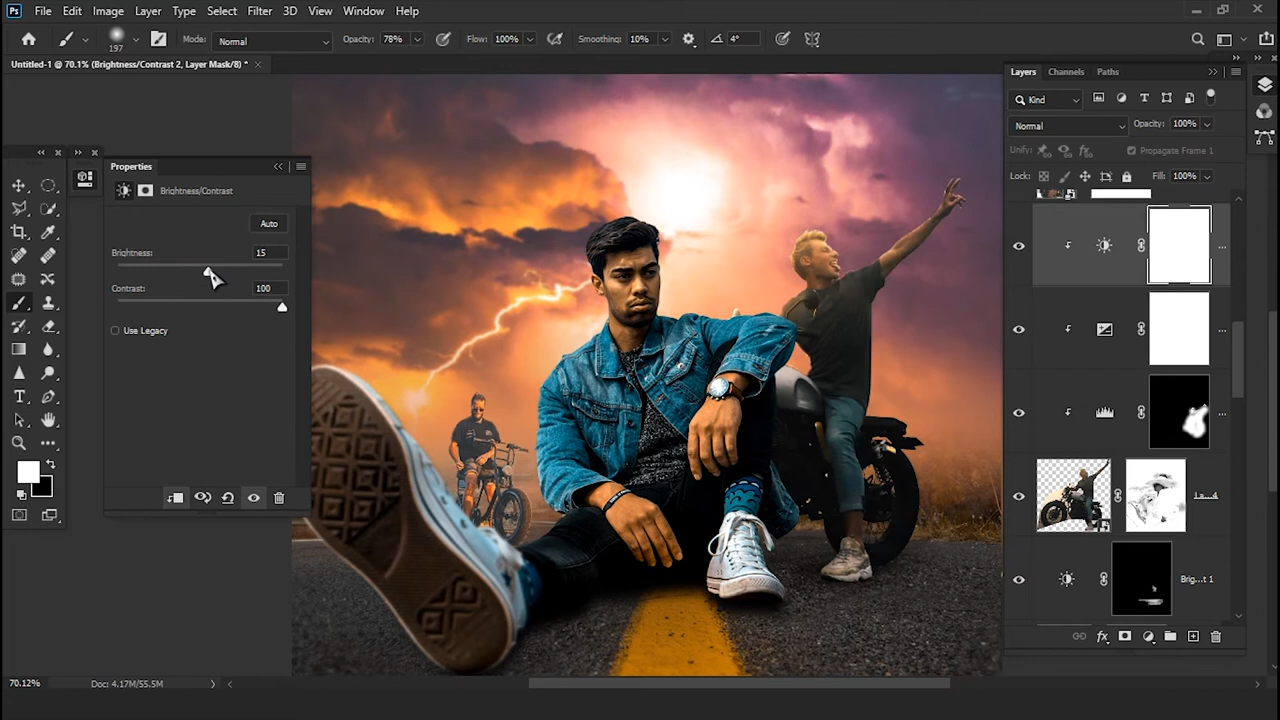 Ps File Edit Image Layer Type Select Filter 3D View Window Help
197 Mode: Normal Opacity: 78% Flow: 100% Smoothing: 10% 4°
Untitled-1 @ 70.1% (Brightness/Contrast 2, Layer Mask/8) *
Properties
Brightness/Contrast
Auto
Brightness: 15
Contrast: 100
Use Legacy
Layers Channels Paths
Kind
Normal Opacity: 100%
Unify: Propagate Frame 1
Lock: Fill: 100%
...
...
...
La...4
Brig...t 1
70.12% Doc: 4.17M/55.5M